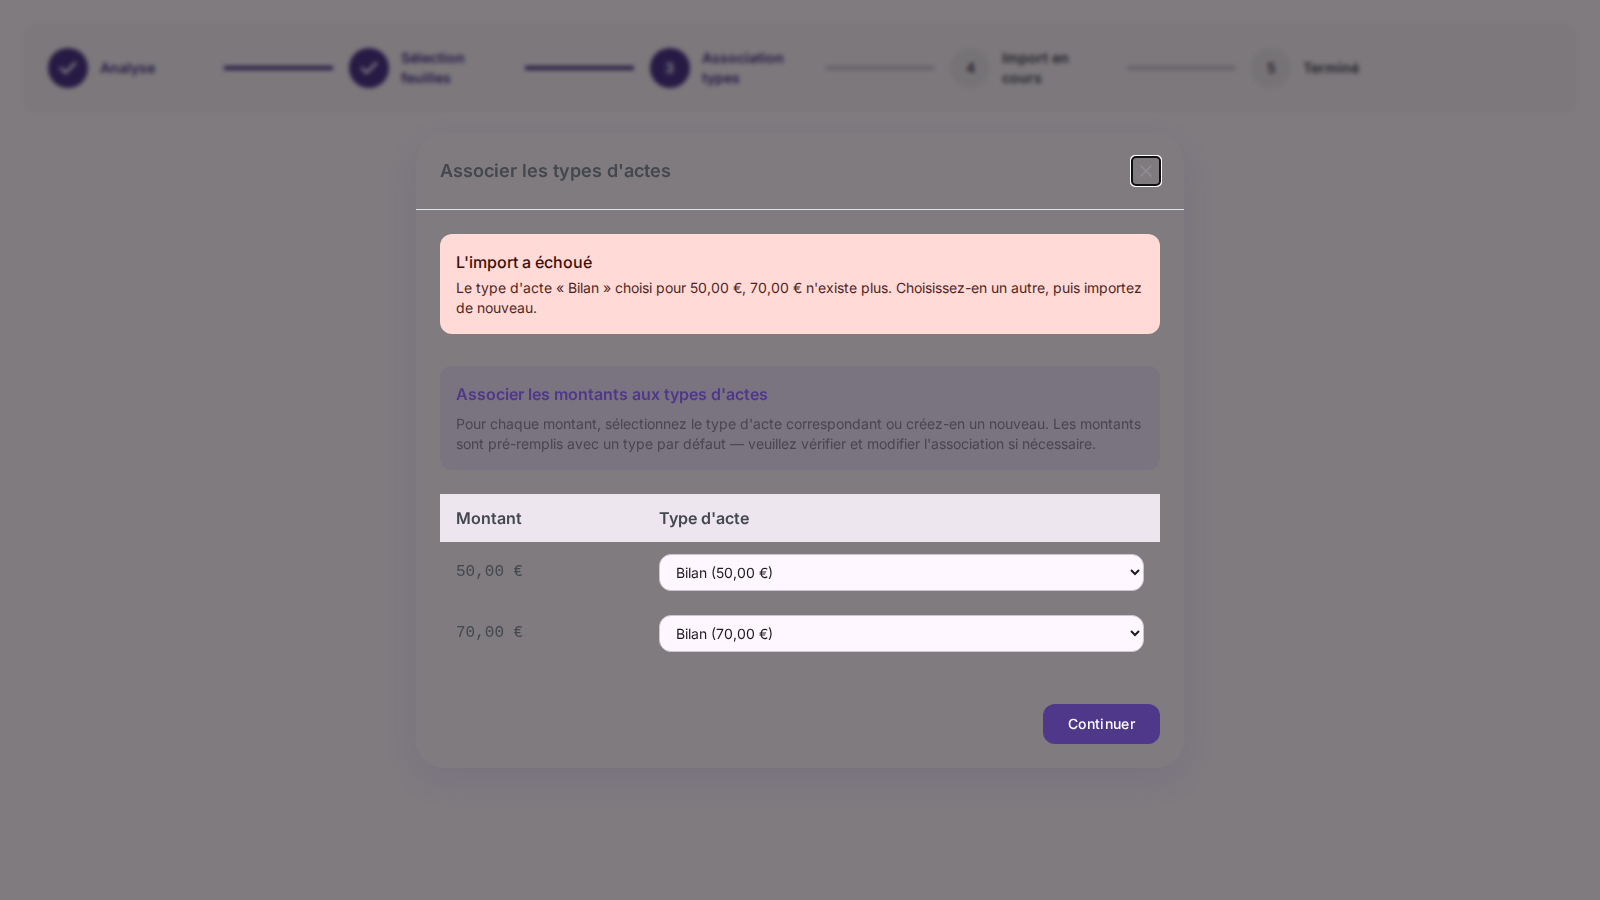 Analyse
Sélection
feuilles
3
Association
types
4
Import en
cours
5
Terminé
Associer les types d'actes
L'import a échoué
Le type d'acte « Bilan » choisi pour 50,00 €, 70,00 € n'existe plus. Choisissez-en un autre, puis importez
de nouveau.
Associer les montants aux types d'actes
Pour chaque montant, sélectionnez le type d'acte correspondant ou créez-en un nouveau. Les montants
sont pré-remplis avec un type par défaut — veuillez vérifier et modifier l'association si nécessaire.
Montant
Type d'acte
50,00 €
Bilan (50,00 €)
70,00 €
Bilan (70,00 €)
Continuer